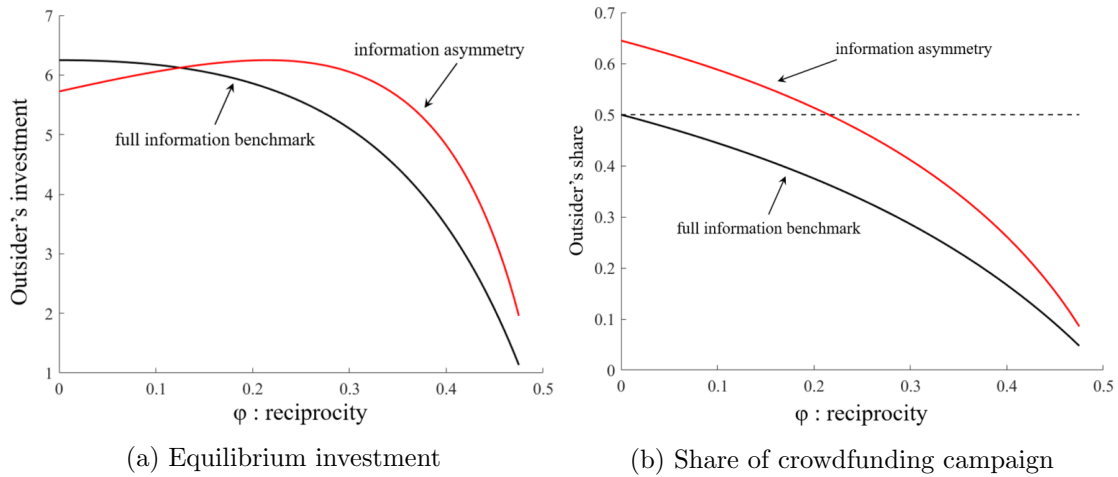 7
6
5
4
3
2
1
0
0.1
0.2
0.3
0.4
0.5
Outsider's investment
φ : reciprocity
information asymmetry
full information benchmark
(a) Equilibrium investment
0.7
0.6
0.5
0.4
0.3
0.2
0.1
0
0
0.1
0.2
0.3
0.4
0.5
Outsider's share
φ : reciprocity
information asymmetry
full information benchmark
(b) Share of crowdfunding campaign